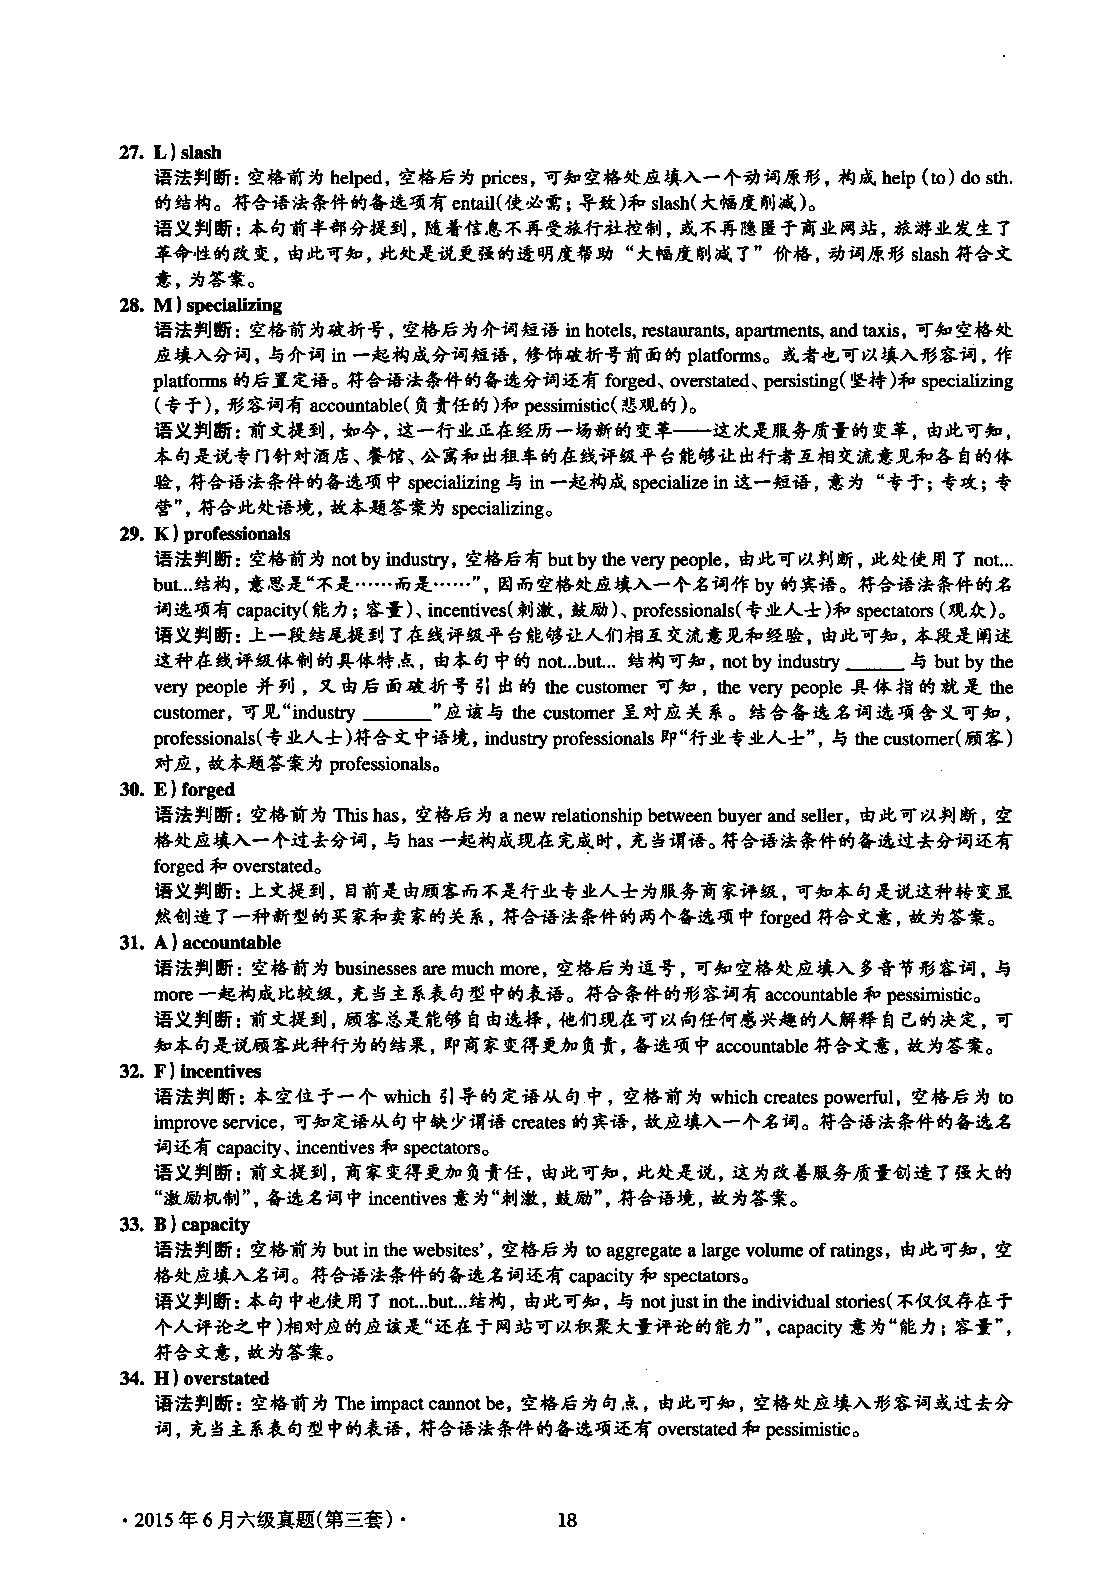 27. L) slash
语法判断：空格前为 helped，空格后为 prices，可知空格处应填入一个动词原形，构成 help (to) do sth.
的结构。符合语法条件的备选项有 entail(使必需；导致)和 slash(大幅度削减)。
语义判断：本句前半部分提到，随着信息不再受旅行社控制，或不再隐匿于商业网站，旅游业发生了
革命性的改变，由此可知，此处是说更强的透明度帮助“大幅度削减了”价格，动词原形 slash 符合文
意，为答案。
28. M) specializing
语法判断：空格前为破折号，空格后为介词短语 in hotels, restaurants, apartments, and taxis，可知空格处
应填入分词，与介词 in 一起构成分词短语，修饰破折号前面的 platforms。或者也可以填入形容词，作
platforms 的后置定语。符合语法条件的备选分词还有 forged、overstated、persisting(坚持)和 specializing
(专于)，形容词有 accountable(负责任的)和 pessimistic(悲观的)。
语义判断：前文提到，如今，这一行业正在经历一场新的变革——这次是服务质量的变革，由此可知，
本句是说专门针对酒店、餐馆、公寓和出租车的在线评级平台能够让出行者互相交流意见和各自的体
验，符合语法条件的备选项中 specializing 与 in 一起构成 specialize in 这一短语，意为“专于；专攻；专
营”，符合此处语境，故本题答案为 specializing。
29. K) professionals
语法判断：空格前为 not by industry，空格后有 but by the very people，由此可以判断，此处使用了 not...
but...结构，意思是“不是……而是……”，因而空格处应填入一个名词作 by 的宾语。符合语法条件的名
词选项有 capacity(能力；容量)、incentives(刺激，鼓励)、professionals(专业人士)和 spectators (观众)。
语义判断：上一段结尾提到了在线评级平台能够让人们相互交流意见和经验，由此可知，本段是阐述
这种在线评级体制的具体特点，由本句中的 not...but... 结构可知，not by industry ______ 与 but by the
very people 并列，又由后面破折号引出的 the customer 可知，the very people 具体指的就是 the
customer，可见“industry _______”应该与 the customer 呈对应关系。结合备选名词选项含义可知，
professionals(专业人士)符合文中语境，industry professionals 即“行业专业人士”，与 the customer(顾客)
对应，故本题答案为 professionals。
30. E) forged
语法判断：空格前为 This has，空格后为 a new relationship between buyer and seller，由此可以判断，空
格处应填入一个过去分词，与 has 一起构成现在完成时，充当谓语。符合语法条件的备选过去分词还有
forged 和 overstated。
语义判断：上文提到，目前是由顾客而不是行业专业人士为服务商家评级，可知本句是说这种转变显
然创造了一种新型的买家和卖家的关系，符合语法条件的两个备选项中 forged 符合文意，故为答案。
31. A) accountable
语法判断：空格前为 businesses are much more，空格后为逗号，可知空格处应填入多音节形容词，与
more 一起构成比较级，充当主系表句型中的表语。符合条件的形容词有 accountable 和 pessimistic。
语义判断：前文提到，顾客总是能够自由选择，他们现在可以向任何感兴趣的人解释自己的决定，可
知本句是说顾客此种行为的结果，即商家变得更加负责，备选项中 accountable 符合文意，故为答案。
32. F) incentives
语法判断：本空位于一个 which 引导的定语从句中，空格前为 which creates powerful，空格后为 to
improve service，可知定语从句中缺少谓语 creates 的宾语，故应填入一个名词。符合语法条件的备选名
词还有 capacity、incentives 和 spectators。
语义判断：前文提到，商家变得更加负责任，由此可知，此处是说，这为改善服务质量创造了强大的
“激励机制”，备选名词中 incentives 意为“刺激，鼓励”，符合语境，故为答案。
33. B) capacity
语法判断：空格前为 but in the websites’，空格后为 to aggregate a large volume of ratings，由此可知，空
格处应填入名词。符合语法条件的备选名词还有 capacity 和 spectators。
语义判断：本句中也使用了 not...but...结构，由此可知，与 not just in the individual stories(不仅仅存在于
个人评论之中)相对应的应该是“还在于网站可以积聚大量评论的能力”，capacity 意为“能力；容量”，
符合文意，故为答案。
34. H) overstated
语法判断：空格前为 The impact cannot be，空格后为句点，由此可知，空格处应填入形容词或过去分
词，充当主系表句型中的表语，符合语法条件的备选项还有 overstated 和 pessimistic。
·2015 年 6 月六级真题(第三套)· 18